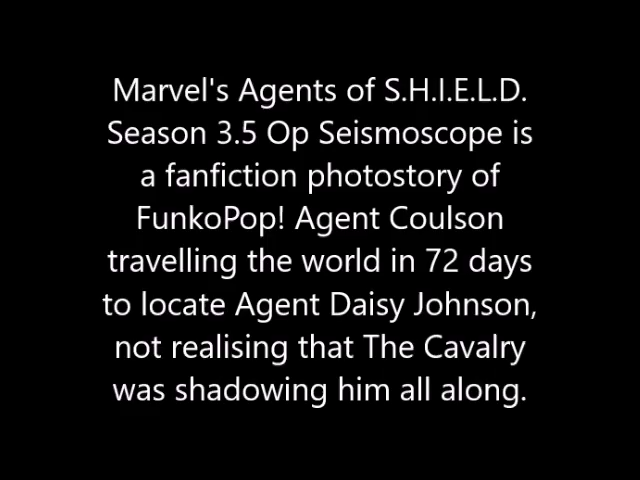 Marvel's Agents of S.H.I.E.L.D.
Season 3.5 Op Seismoscope is
a fanfiction photostory of
FunkoPop! Agent Coulson
travelling the world in 72 days
to locate Agent Daisy Johnson,
not realising that The Cavalry
was shadowing him all along.